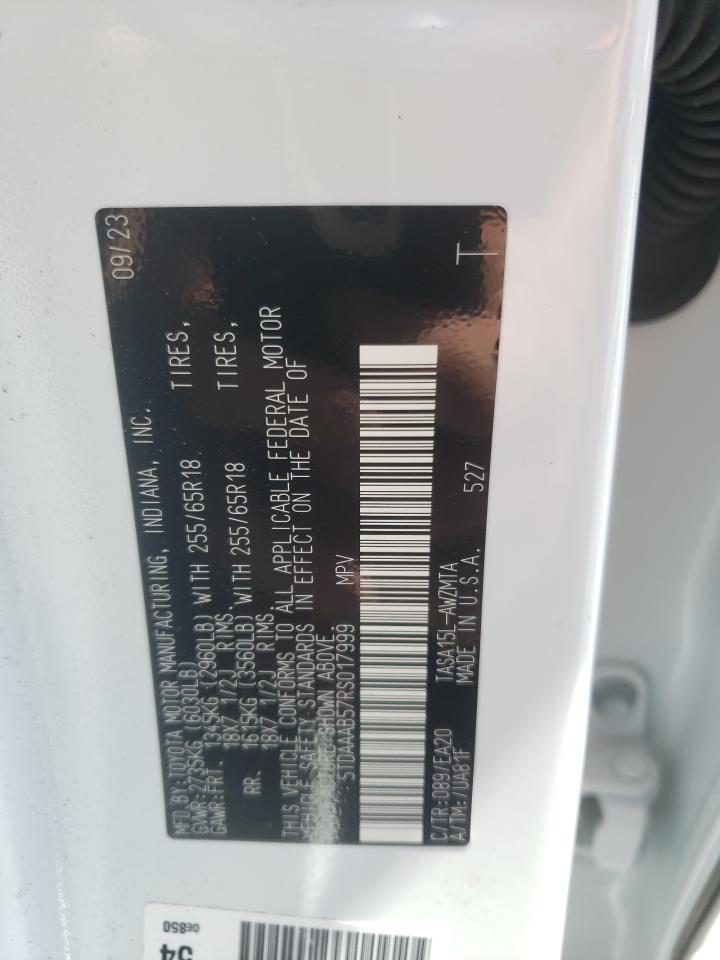 MFD.BY:TOYOTA MOTOR MANUFACTURING, INDIANA, INC. 09/23
GVWR:2735KG (6030LB)
GAWR:FRT. 1345KG (2960LB) WITH 255/65R18 TIRES,
18X7 1/2J RIMS.
RR. 1615KG (3560LB) WITH 255/65R18 TIRES,
18X7 1/2J RIMS.
THIS VEHICLE CONFORMS TO ALL APPLICABLE FEDERAL MOTOR
VEHICLE SAFETY STANDARDS IN EFFECT ON THE DATE OF
SHOWN ABOVE.
5TDAAAB57RS017999 MPV
C/TR:089/EA20 TASA15L-AWZMTA T
A/TM:/UA81F MADE IN U.S.A. 527
0E850
54